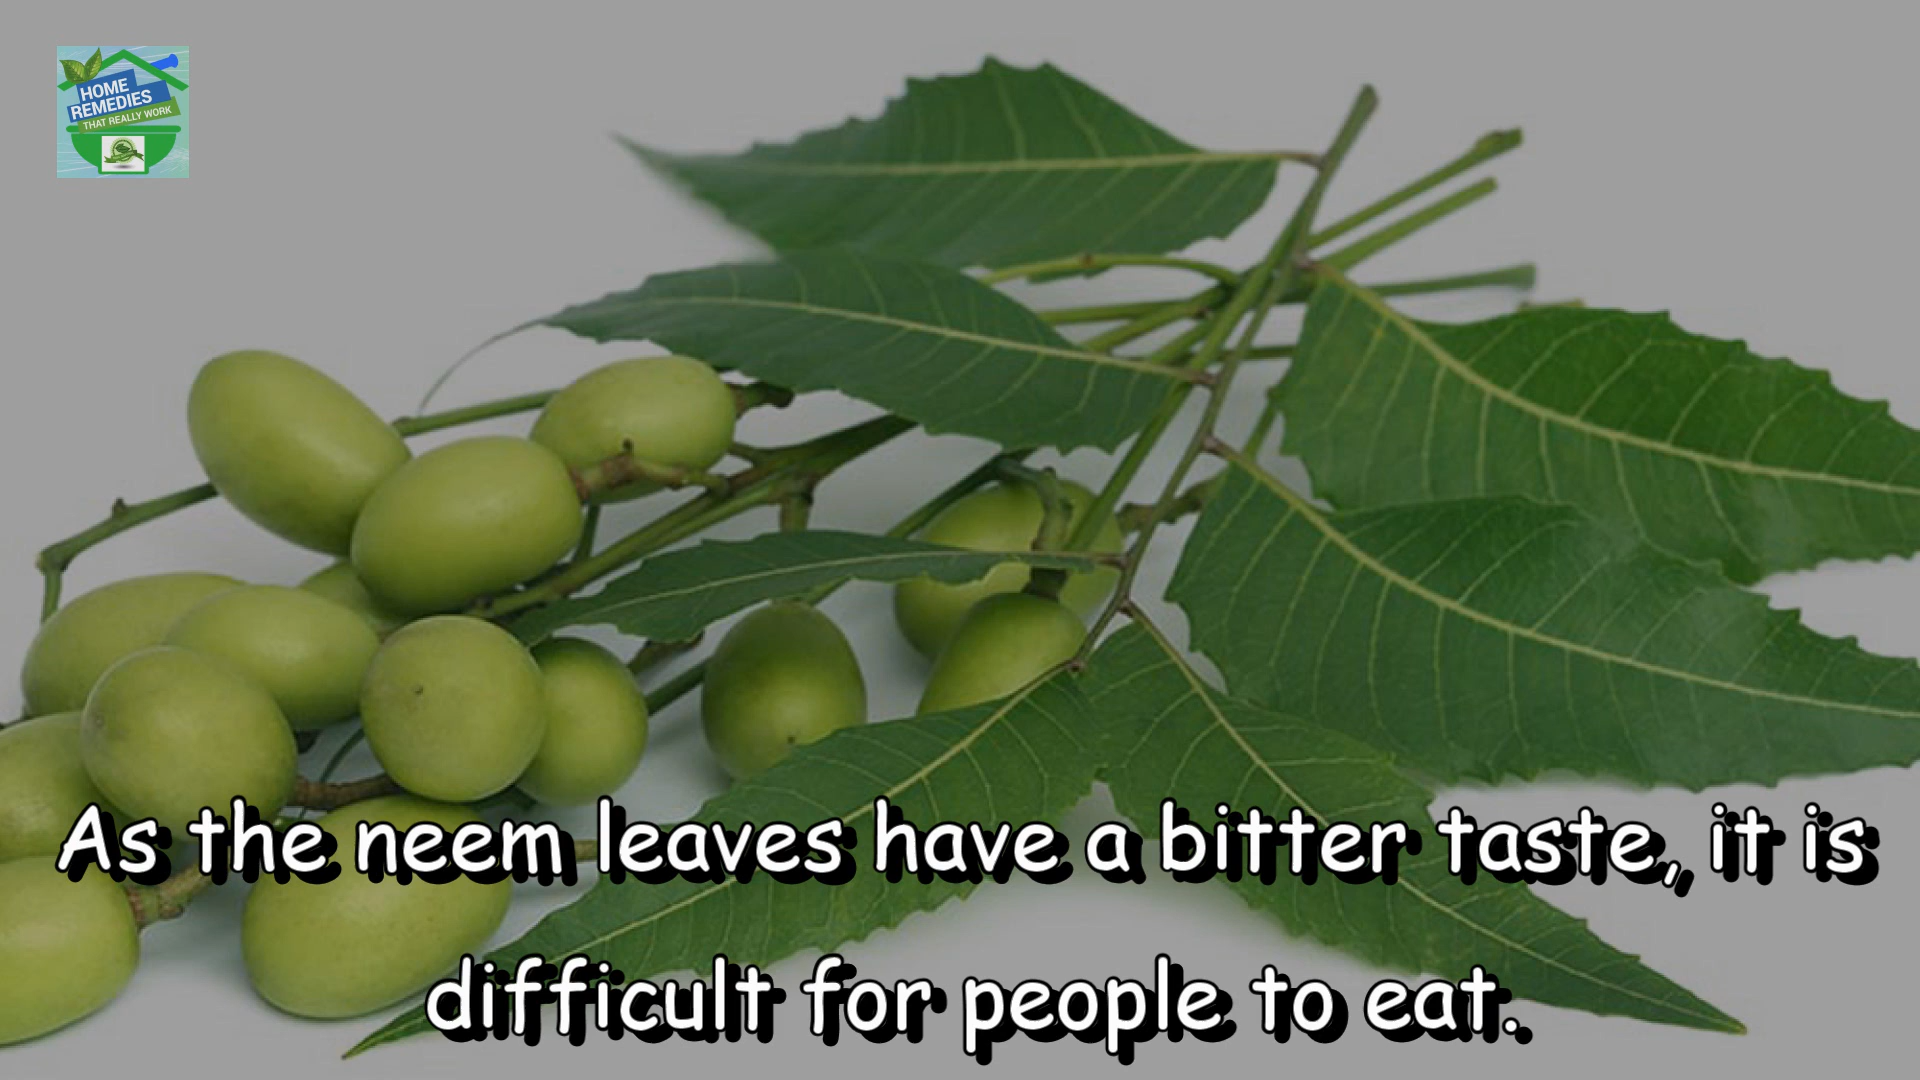 HOME
REMEDIES
THAT REALLY WORK
As the neem leaves have a bitter taste, it is
difficult for people to eat.